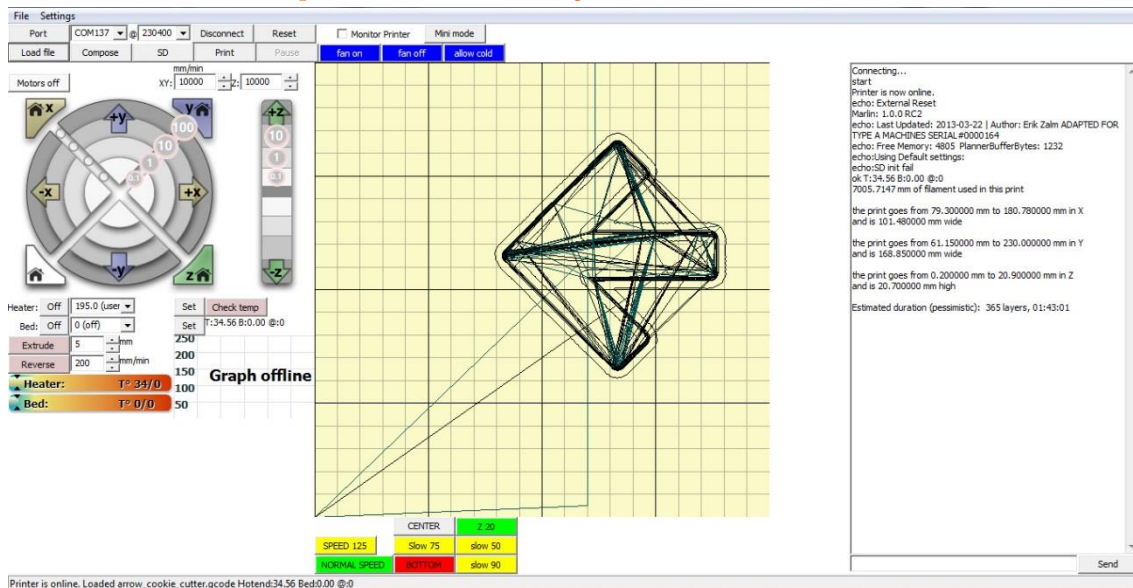 File Settings
Port COM137 @ 230400 Disconnect Reset Monitor Printer Mini mode
Load file Compose SD Print Pause fan on fan off allow cold
mm/min
Motors off XY: 10000 Z: 10000
X +y y +z
100
10 10
1 1
0.1 0.1
-x +x
-y z -z
Heater: Off 195.0 (user Set Check temp
Bed: Off 0 (off) Set T:34.56 B:0.00 @:0
Extrude 5 mm
Reverse 200 mm/min
Heater: T° 34/0
Bed: T° 0/0
250
200
150
100
50
Graph offline
CENTER Z 20
SPEED 125 Slow 75 slow 50
NORMAL SPEED BOTTOM slow 90
Connecting...
start
Printer is now online.
echo: External Reset
Marlin: 1.0.0 RC2
echo: Last Updated: 2013-03-22 | Author: Erik Zalm ADAPTED FOR
TYPE A MACHINES SERIAL#0000164
echo:Free Memory: 4805 PlannerBufferBytes: 1232
echo:Using Default settings:
echo:SD init fail
ok T:34.56 B:0.00 @:0
7005.7147 mm of filament used in this print
the print goes from 79.300000 mm to 180.780000 mm in X
and is 101.480000 mm wide
the print goes from 61.150000 mm to 230.000000 mm in Y
and is 168.850000 mm wide
the print goes from 0.200000 mm to 20.900000 mm in Z
and is 20.700000 mm high
Estimated duration (pessimistic): 365 layers, 01:43:01
Send
Printer is online. Loaded arrow_cookie_cutter.gcode Hotend:34.56 Bed:0.00 @:0